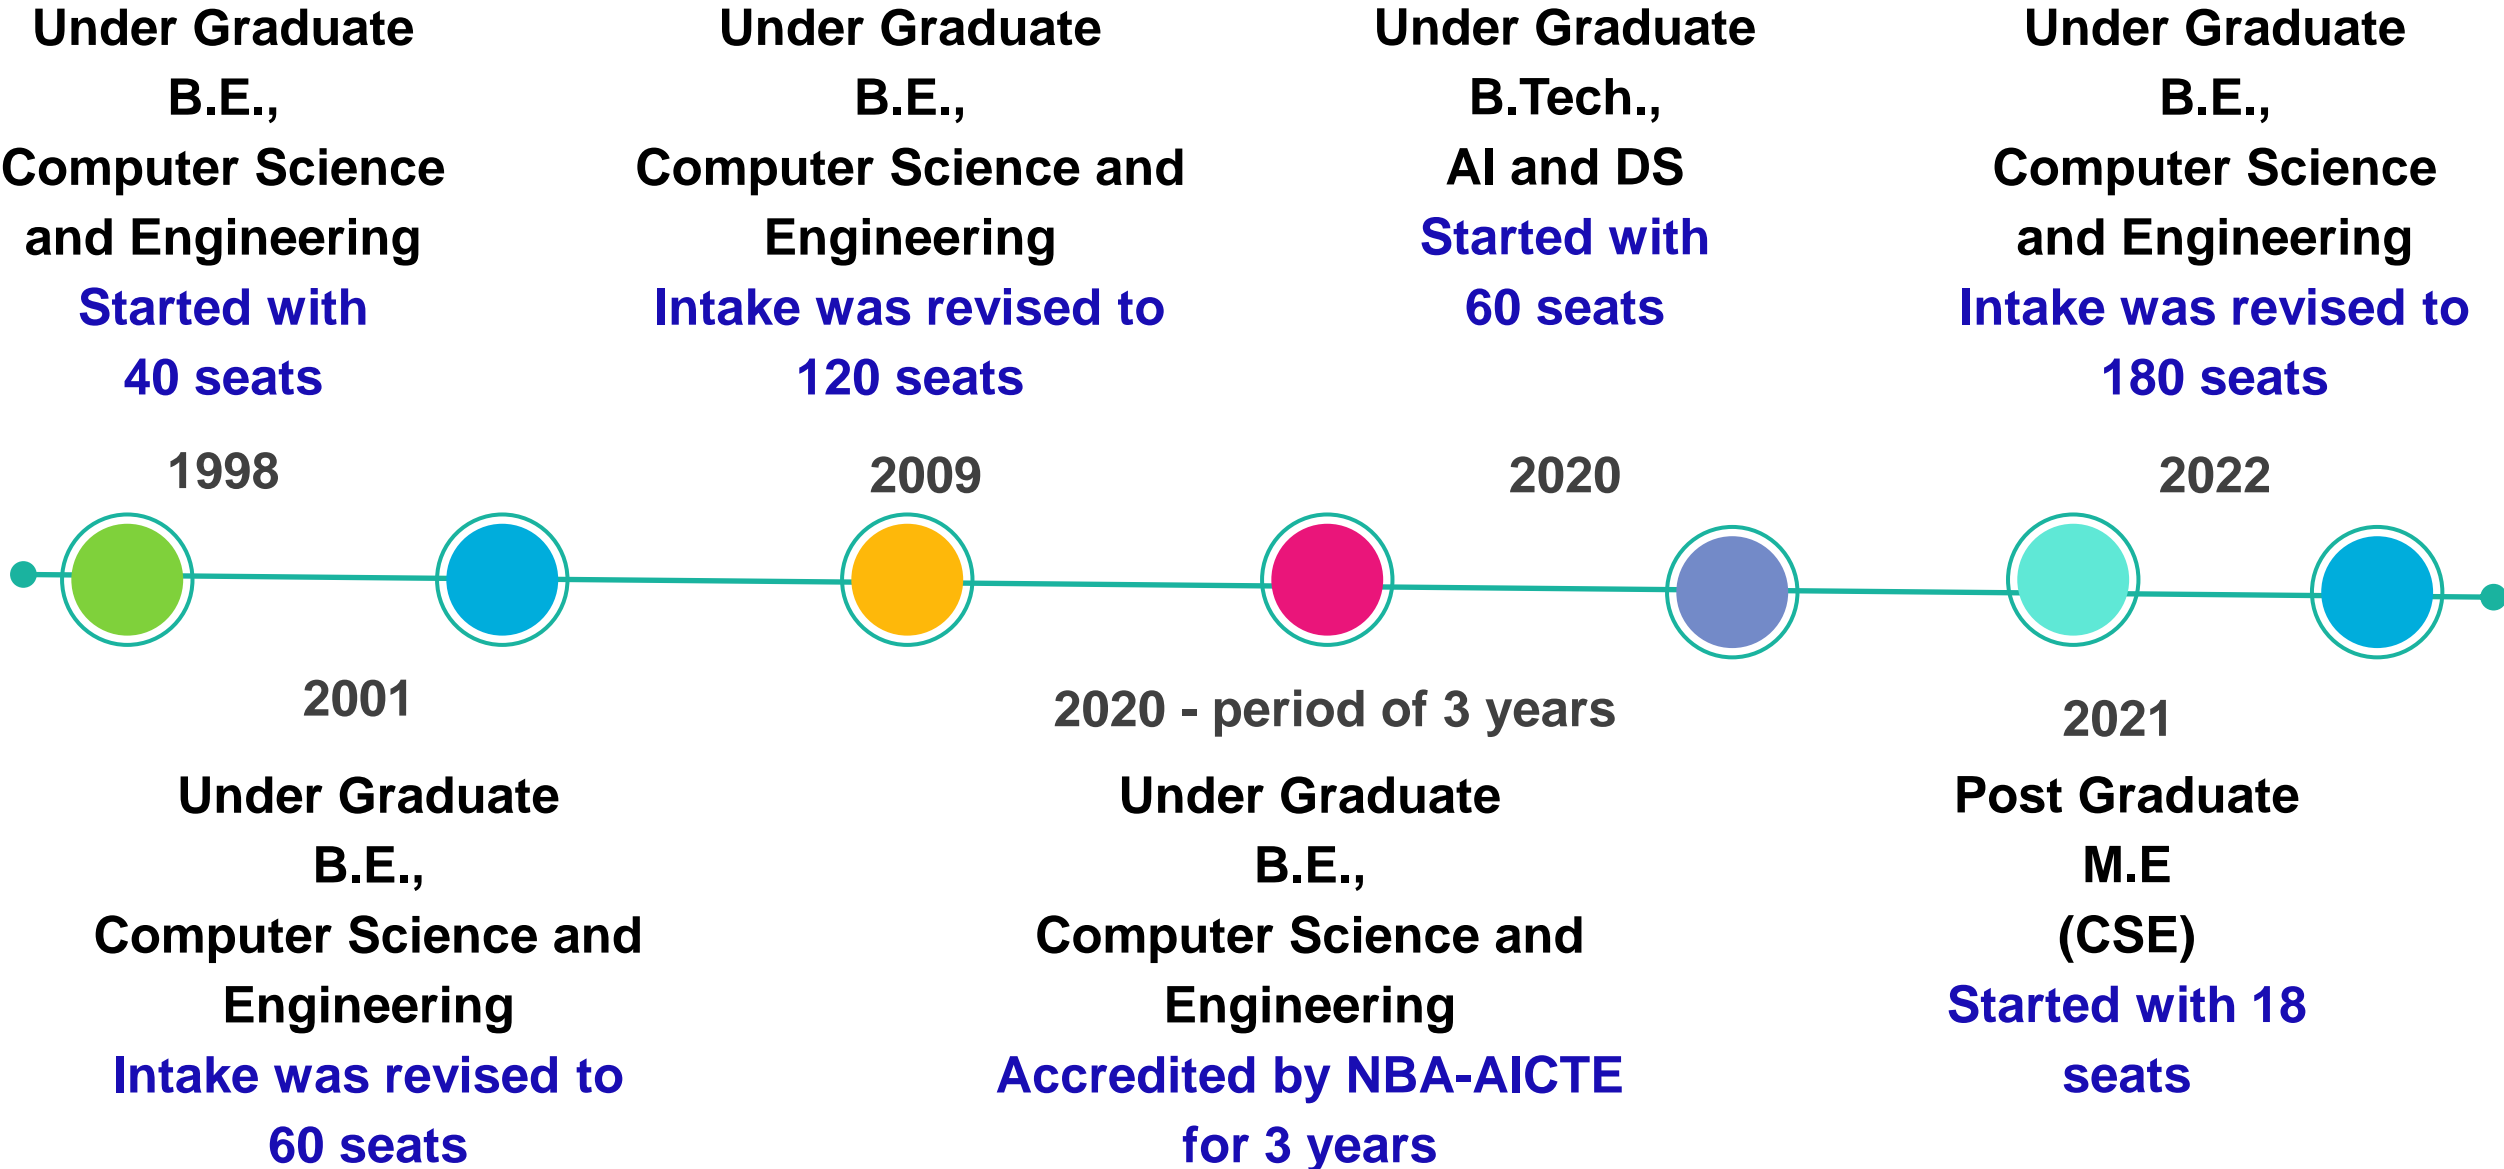 Under Graduate
B.E.,
Computer Science
and Engineering
Started with
40 seats
1998
Under Graduate
B.E.,
Computer Science and
Engineering
Intake was revised to
120 seats
2009
Under Graduate
B.Tech.,
AI and DS
Started with
60 seats
2020
Under Graduate
B.E.,
Computer Science
and Engineering
Intake was revised to
180 seats
2022
2001
Under Graduate
B.E.,
Computer Science and
Engineering
Intake was revised to
60 seats
2020 - period of 3 years
Under Graduate
B.E.,
Computer Science and
Engineering
Accredited by NBA-AICTE
for 3 years
2021
Post Graduate
M.E
(CSE)
Started with 18
seats